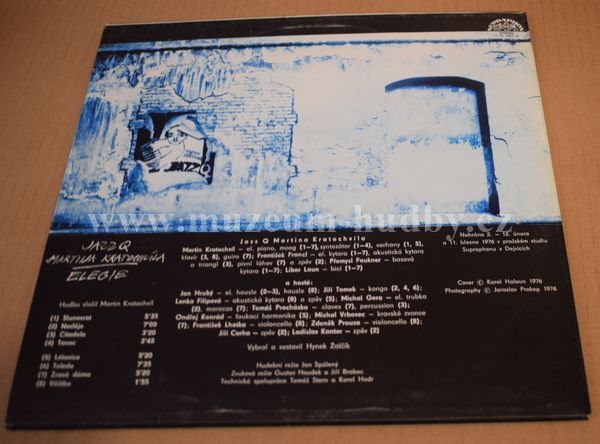 SUPRAPHON
JAZZ Q
www.muzeum-hudby.cz
JAZZ Q
MARTINA KRATOCHVÍLA
ELEGIE
Hudbu složil Martin Kratochvíl
(1) Slunovrat 5'35
(2) Naděje 7'00
(3) Citadela 5'20
(4) Tanec 3'45
(5) Létavice 5'20
(6) Toledo 7'35
(7) Zravá dáma 5'20
(8) Věštba 1'55
Jazz Q Martina Kratochvíla
Martin Kratochvíl – el. piano, moog (1–7), syntezátor (1–4), varhany (1, 5),
klavír (3, 8), guiro (7); František Francl – el. kytara (1–7), akustická kytara
a triangl (3), pivní láhev (7) a zpěv (2); Přemysl Faukner – basová
kytara (1–7); Libor Laun – bicí (1–7)
a hosté:
Jan Hrubý – el. housle (2–3), housle (8); Jiří Tomek – konga (2, 4, 6);
Lenka Filipová – akustická kytara (8) a zpěv (5); Michal Gera – el. trubka
(2), maracas (7); Tomáš Procházka – claves (7), percussion (3);
Ondřej Konrád – foukací harmonika (5); Michal Vrbovec – kravské zvonce
(7); František Lhotka – violoncello (8); Zdeněk Prouza – violoncello (8);
Jiří Cerha – zpěv (2); Ladislav Kantor – zpěv (2)
Vybral a sestavil Hynek Žalčík
Hudební režie Jan Spálený
Zvuková režie Gustav Houdek a Jiří Brabec
Technická spolupráce Tomáš Stern a Karel Hodr
Nahráno 2. – 13. února
a 11. března 1976 v pražském studiu
Supraphonu v Dejvicích
Cover © Karel Haloun 1976
Photography © Jaroslav Prokop 1976